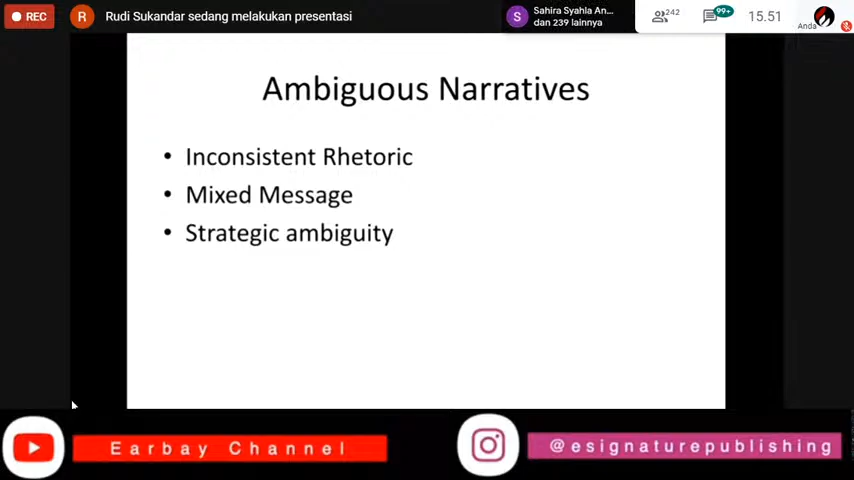 REC
R
Rudi Sukandar sedang melakukan presentasi
S
Sahira Syahla An...
dan 239 lainnya
242
99+
15.51
Anda
Ambiguous Narratives
• Inconsistent Rhetoric
• Mixed Message
• Strategic ambiguity
Earbay Channel
@esignaturepublishing